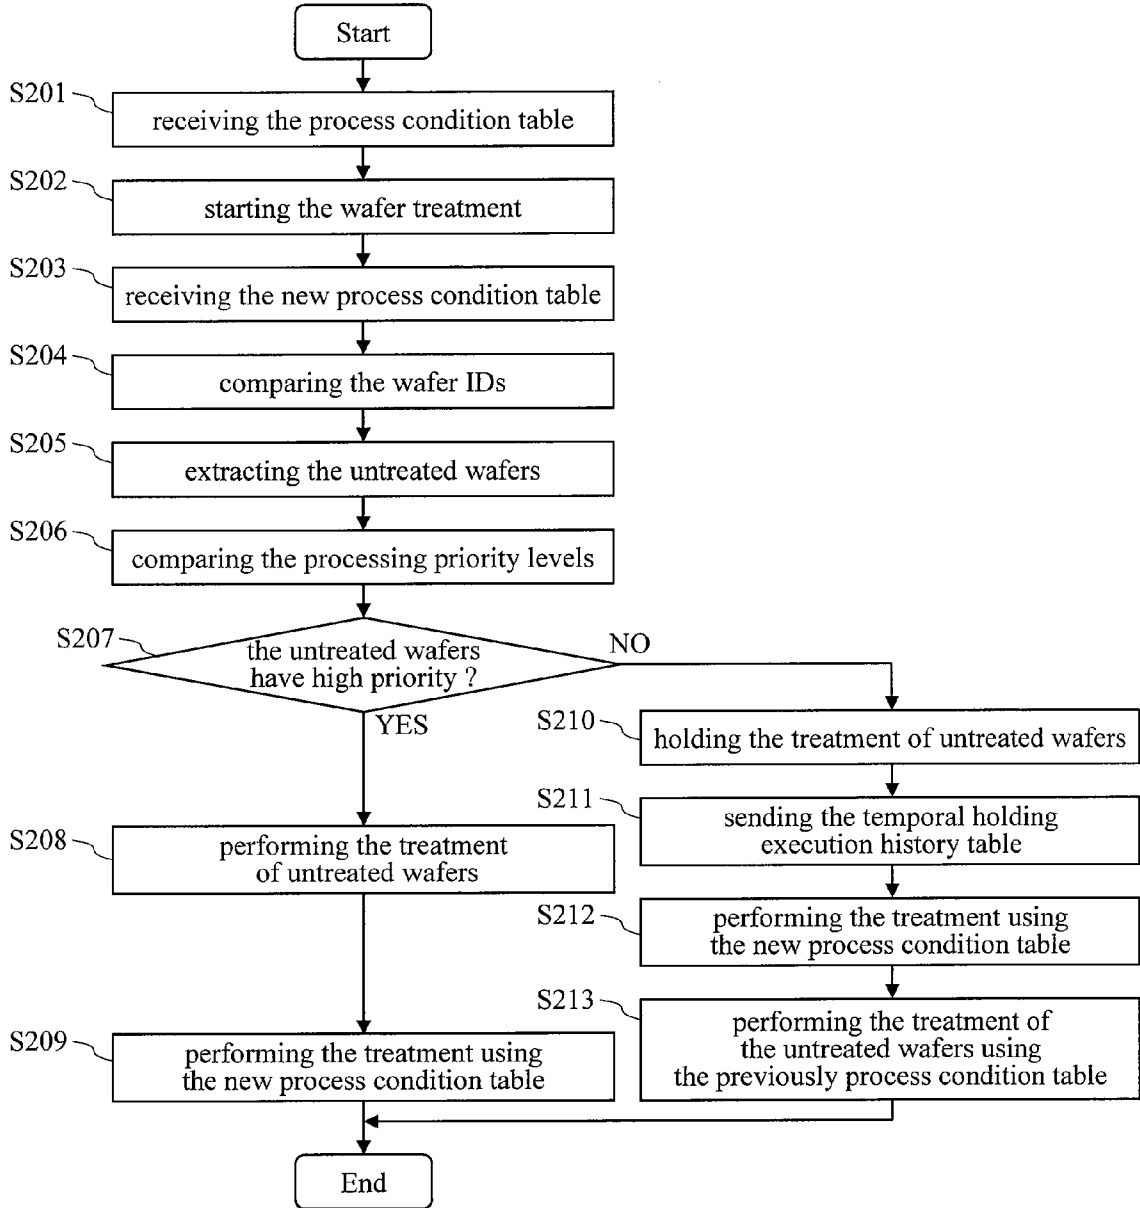 Start
S201
receiving the process condition table
S202
starting the wafer treatment
S203
receiving the new process condition table
S204
comparing the wafer IDs
S205
extracting the untreated wafers
S206
comparing the processing priority levels
S207
the untreated wafers
have high priority ?
NO
YES
S208
performing the treatment
of untreated wafers
S209
performing the treatment using
the new process condition table
S210
holding the treatment of untreated wafers
S211
sending the temporal holding
execution history table
S212
performing the treatment using
the new process condition table
S213
performing the treatment of
the untreated wafers using
the previously process condition table
End